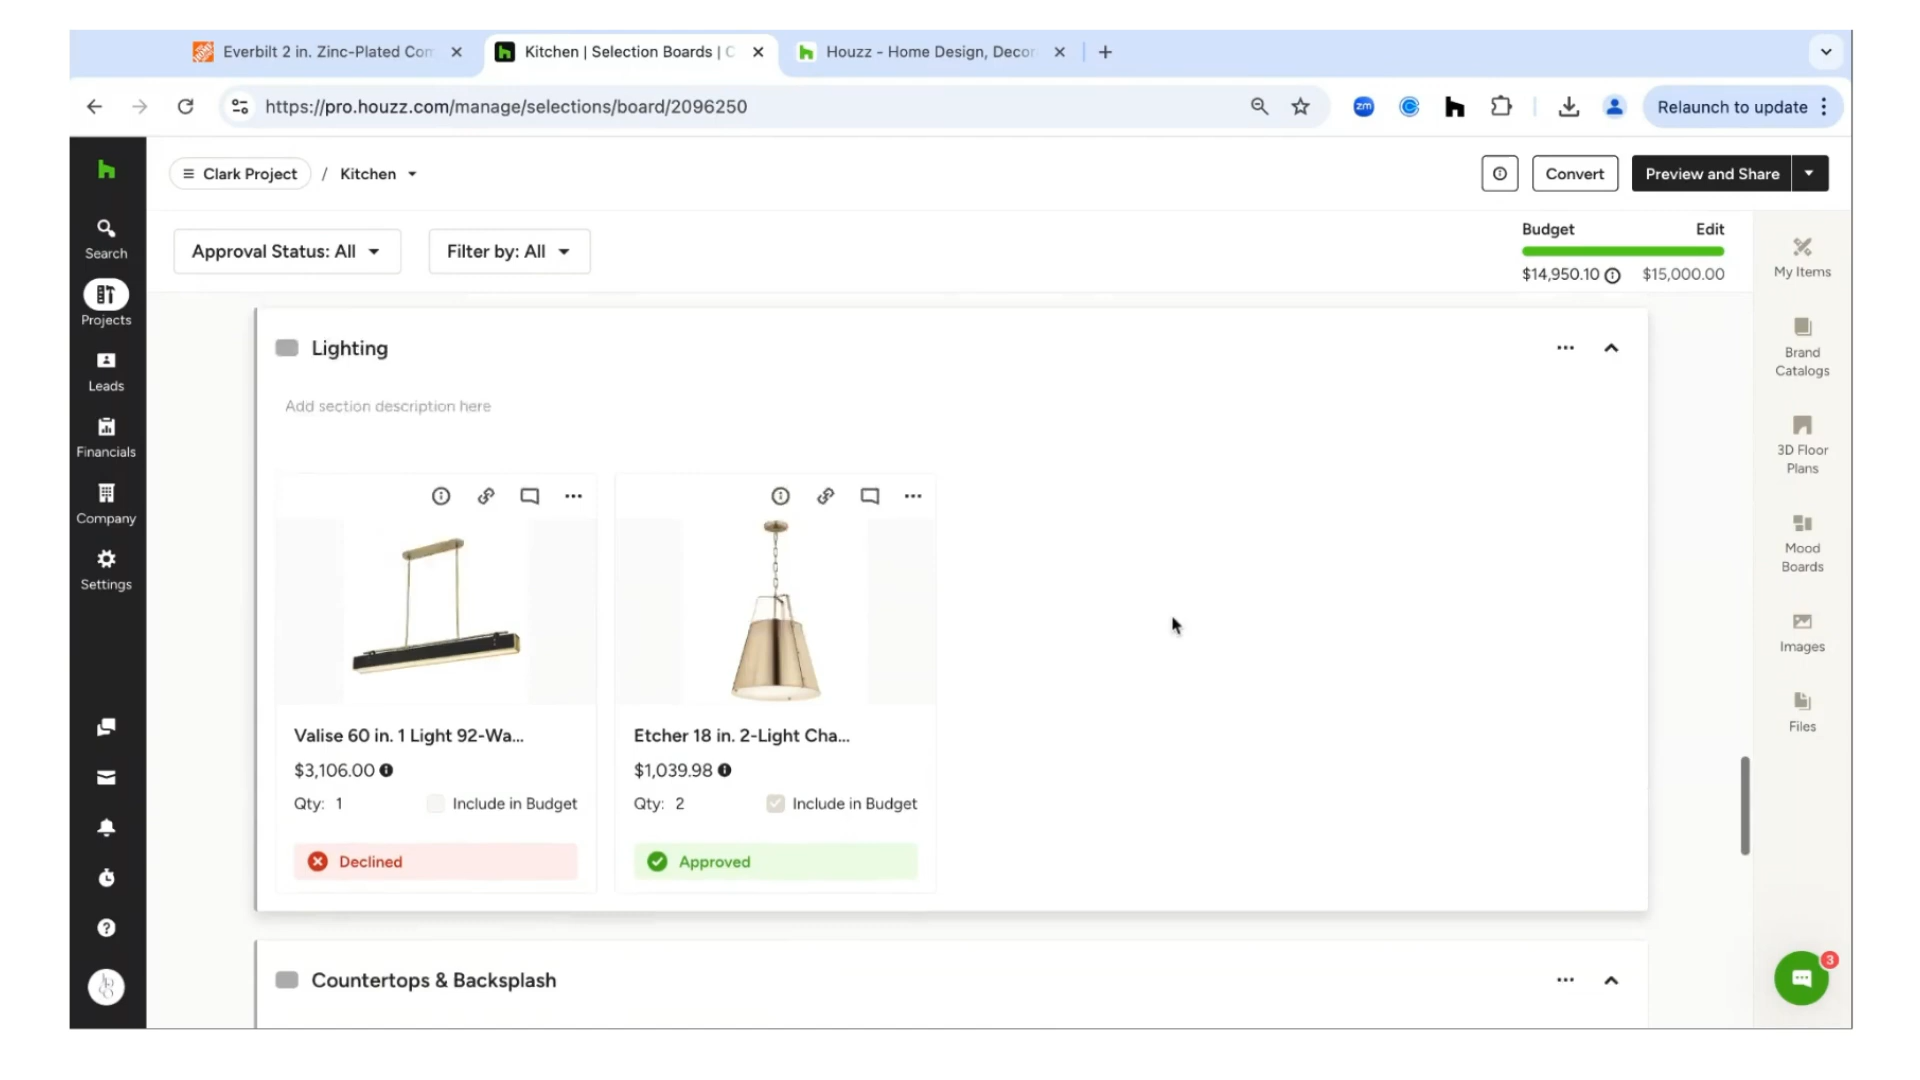 Everbilt 2 in. Zinc-Plated Com
Kitchen | Selection Boards | C
Houzz - Home Design, Decor
https://pro.houzz.com/manage/selections/board/2096250
zm
Relaunch to update
Clark Project / Kitchen
Convert
Preview and Share
Search
Projects
Leads
Financials
Company
Settings
Approval Status: All
Filter by: All
Budget Edit
$14,950.10 $15,000.00
My Items
Brand
Catalogs
3D Floor
Plans
Mood
Boards
Images
Files
Lighting
Add section description here
Valise 60 in. 1 Light 92-Wa...
$3,106.00
Qty: 1 Include in Budget
Declined
Etcher 18 in. 2-Light Cha...
$1,039.98
Qty: 2 Include in Budget
Approved
Countertops & Backsplash
3